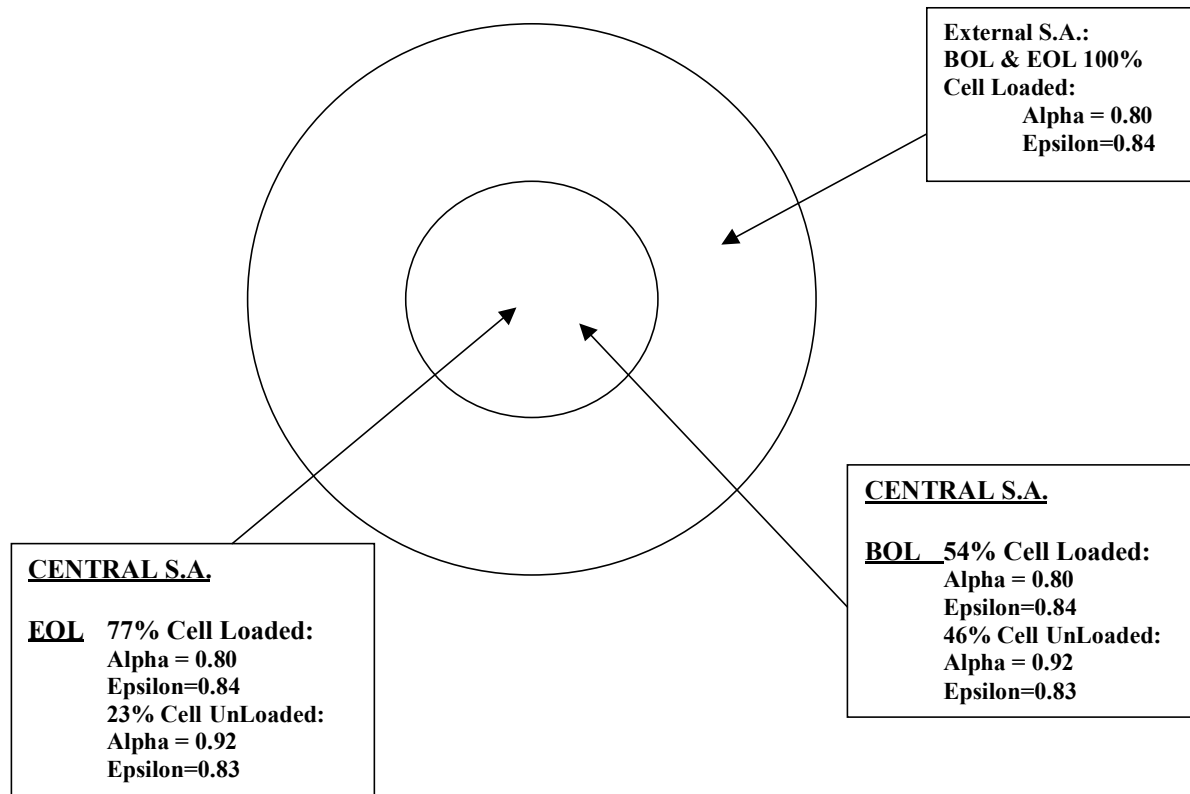 External S.A.:
BOL & EOL 100%
Cell Loaded:
Alpha = 0.80
Epsilon=0.84
CENTRAL S.A.
EOL 77% Cell Loaded:
Alpha = 0.80
Epsilon=0.84
23% Cell UnLoaded:
Alpha = 0.92
Epsilon=0.83
CENTRAL S.A.
BOL 54% Cell Loaded:
Alpha = 0.80
Epsilon=0.84
46% Cell UnLoaded:
Alpha = 0.92
Epsilon=0.83